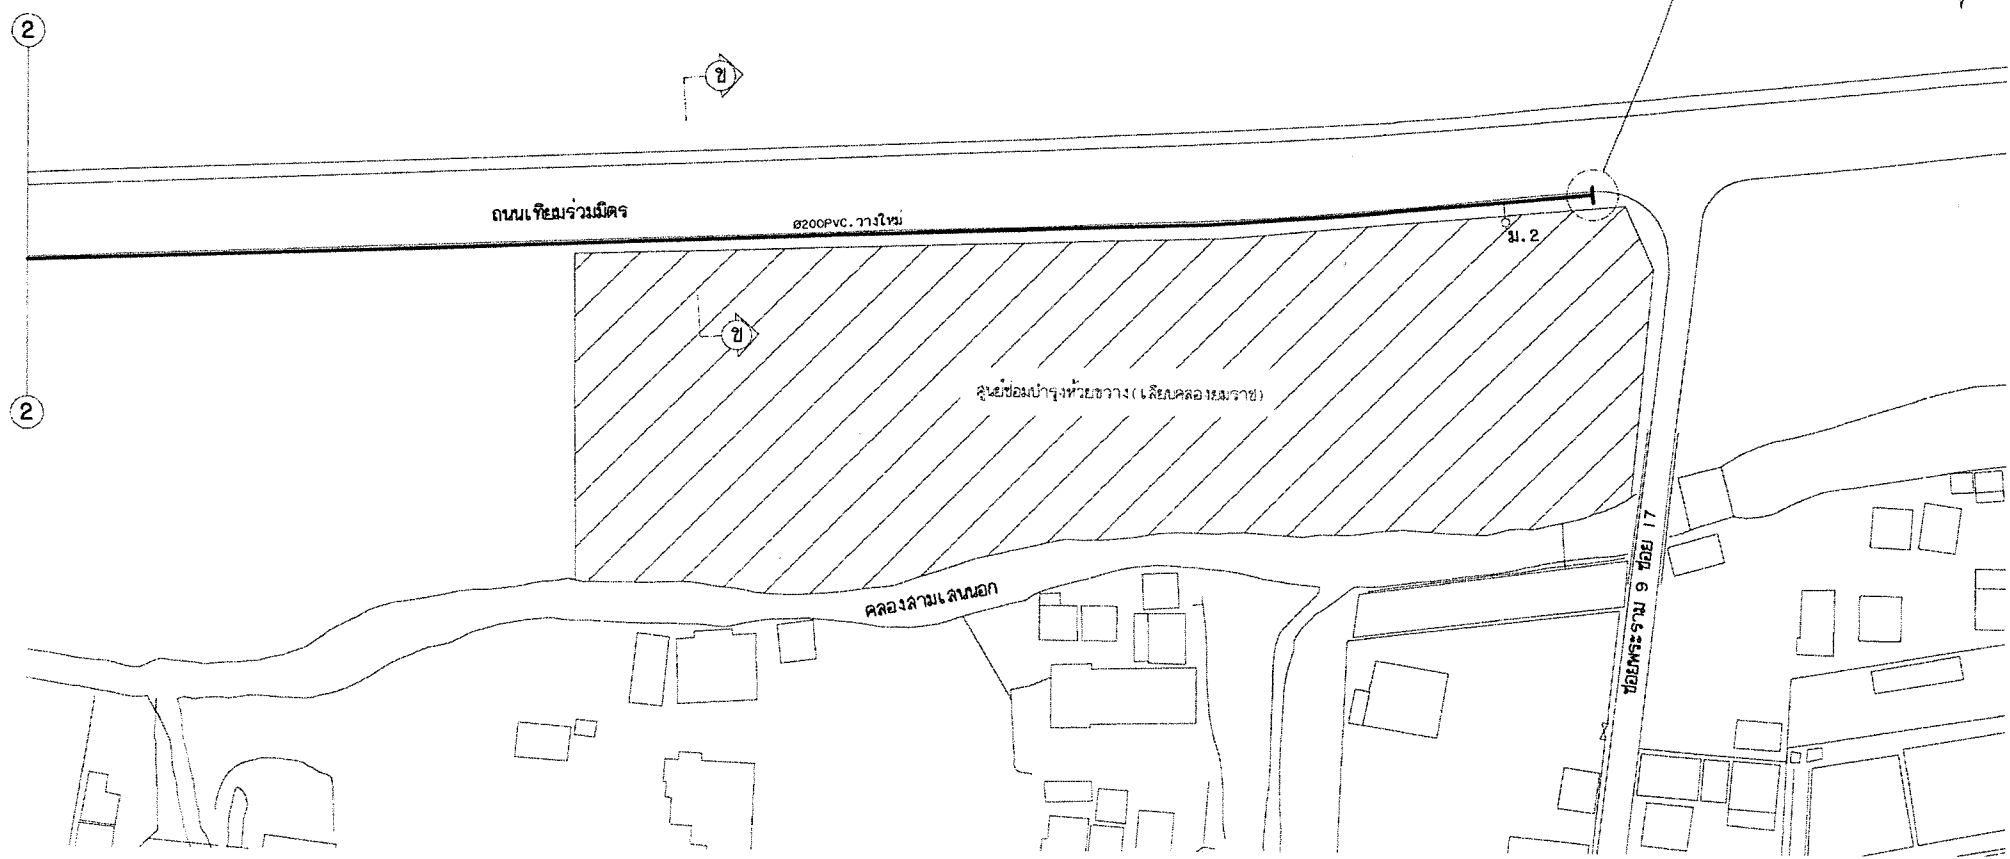 2
ข
ถนนเทียมร่วมมิตร
Ø200PVC.วางใหม่
ม.2
ข
ศูนย์ซ่อมบำรุงห้วยขวาง(เลียบคลองยมราช)
2
คลองสามเสนนอก
ซอยพระราม 9 ซอย 17